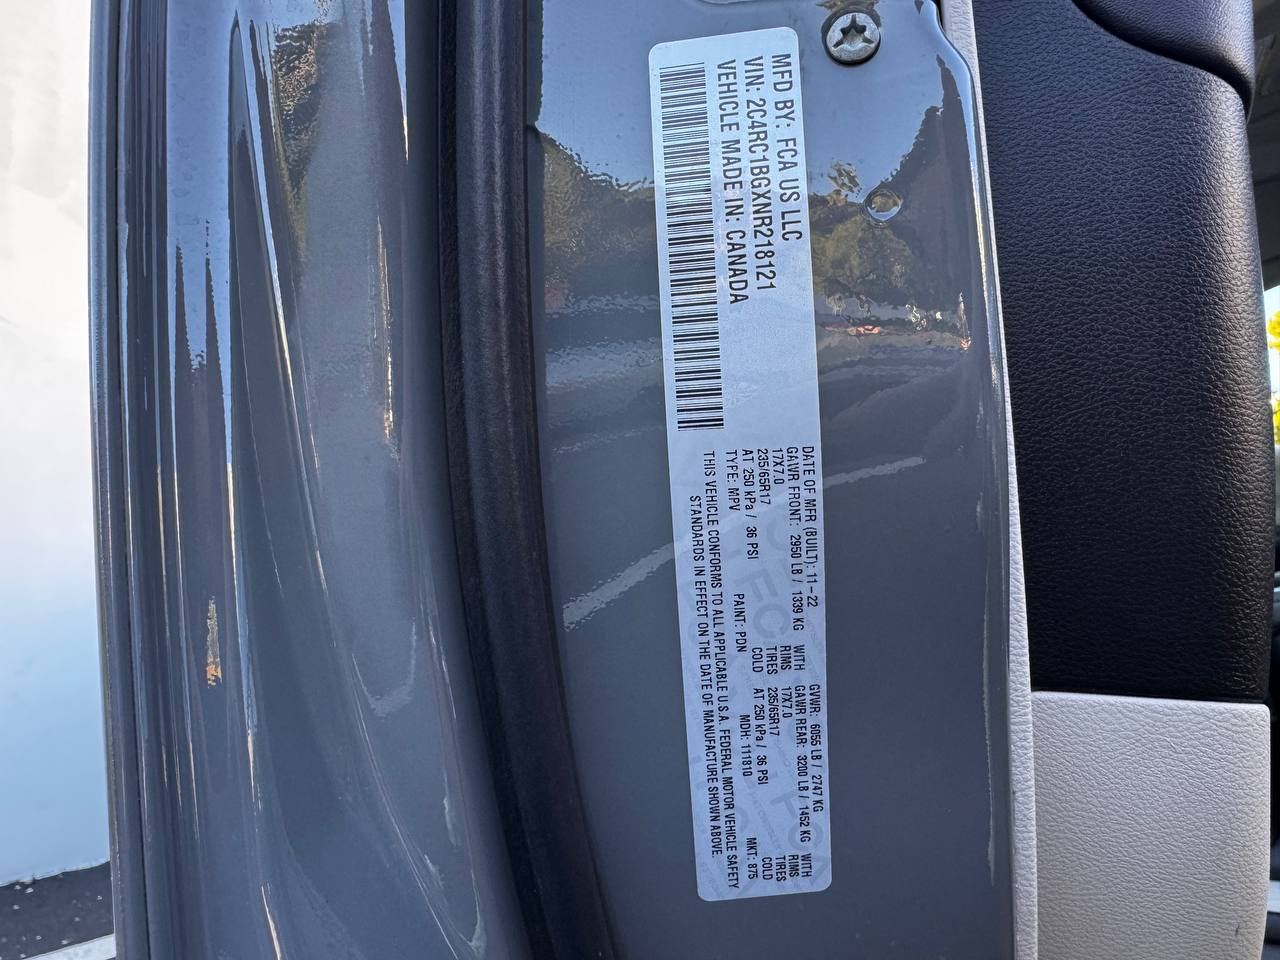 MFD BY: FCA US LLC
VIN: 2C4RC1BGXNR218121
VEHICLE MADE IN: CANADA
DATE OF MFR (BUILT): 11-22 GVWR: 6055 LB / 2747 KG
GAWR FRONT: 2950 LB / 1339 KG WITH GAWR REAR: 3200 LB / 1452 KG WITH
17X7.0 RIMS 17X7.0 RIMS
235/65R17 TIRES 235/65R17 TIRES
AT 250 kPa / 36 PSI COLD AT 250 kPa / 36 PSI COLD
TYPE: MPV PAINT: PDN MDH: 111810 MKT: 875
THIS VEHICLE CONFORMS TO ALL APPLICABLE U.S.A. FEDERAL MOTOR VEHICLE SAFETY
STANDARDS IN EFFECT ON THE DATE OF MANUFACTURE SHOWN ABOVE.